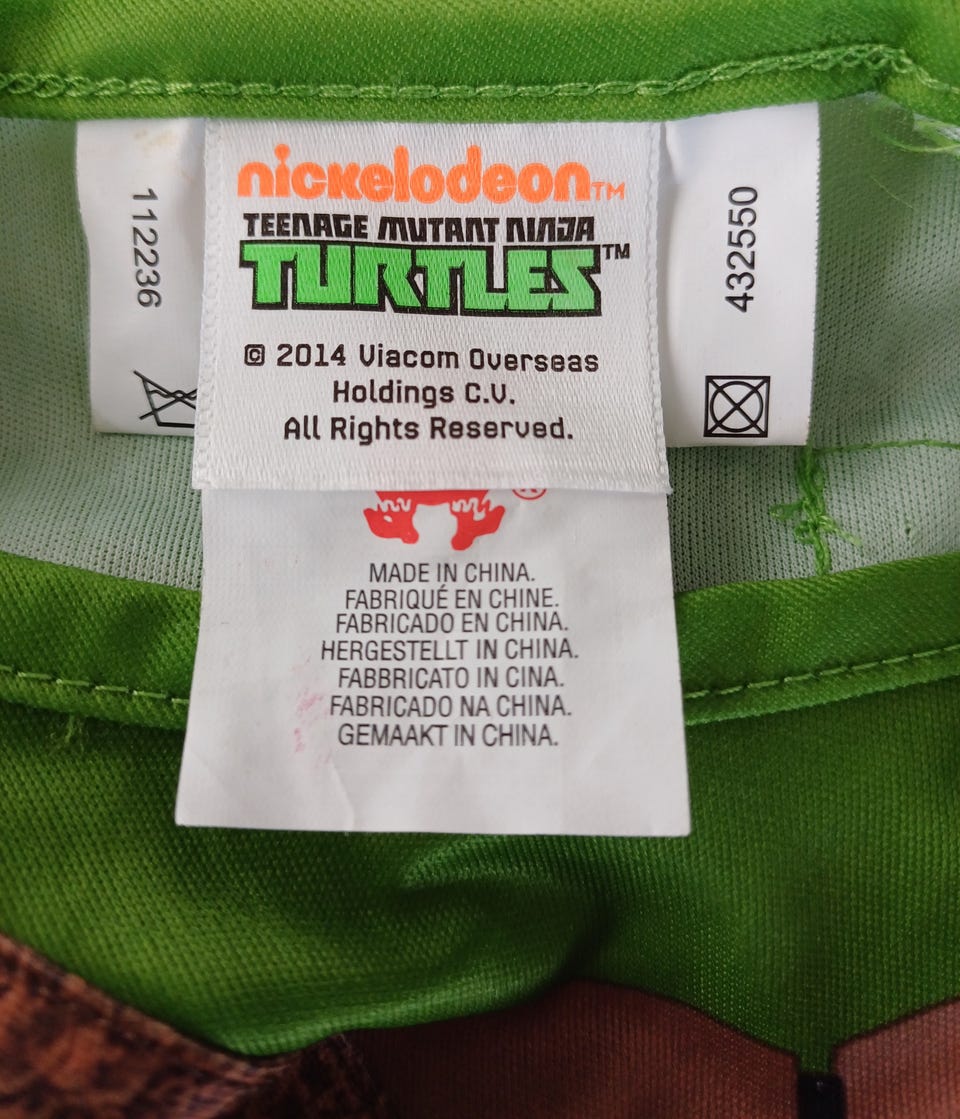 nickelodeon™
TEENAGE MUTANT NINJA
TURTLES™
© 2014 Viacom Overseas
Holdings C.V.
All Rights Reserved.
112236
432550
®
MADE IN CHINA.
FABRIQUÉ EN CHINE.
FABRICADO EN CHINA.
HERGESTELLT IN CHINA.
FABBRICATO IN CINA.
FABRICADO NA CHINA.
GEMAAKT IN CHINA.